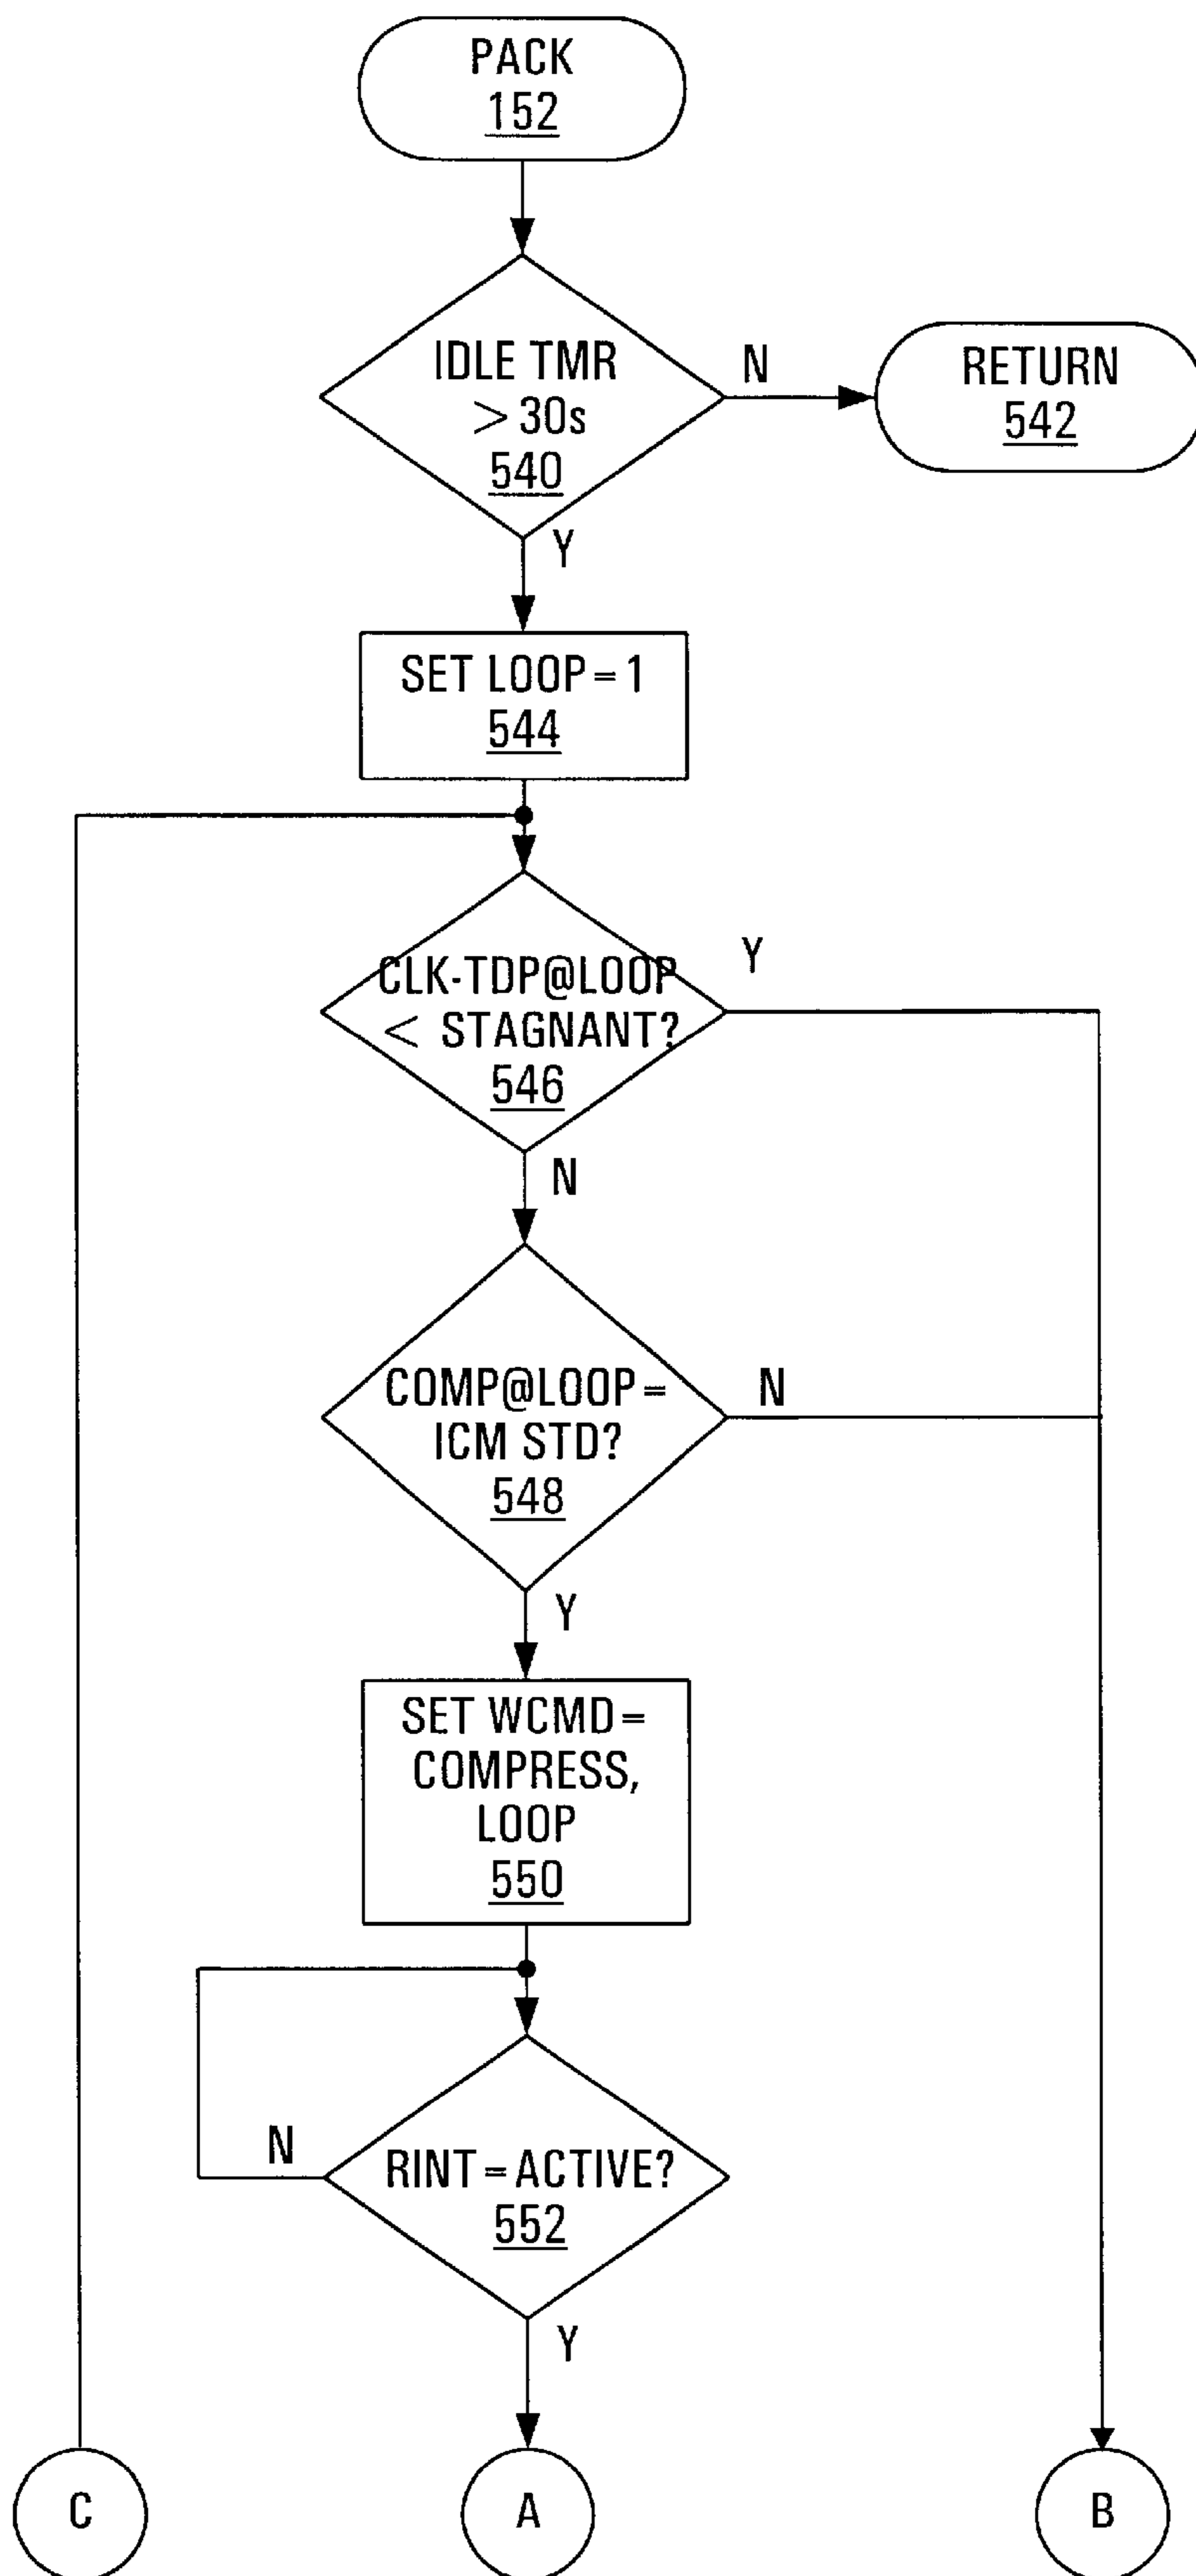 PACK
152
IDLE TMR
> 30s
540
N
RETURN
542
Y
SET LOOP = 1
544
CLK-TDP@LOOP
< STAGNANT?
546
Y
N
COMP@LOOP =
ICM STD?
548
N
Y
SET WCMD =
COMPRESS,
LOOP
550
N
RINT = ACTIVE?
552
Y
C
A
B